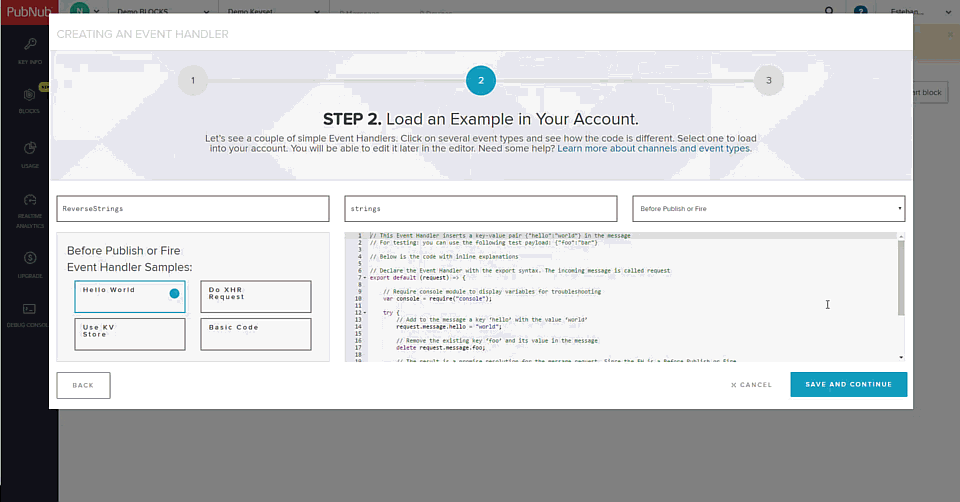 PubNub
N
Demo BLOCKS
Demo Keyset
?
Esteban...
CREATING AN EVENT HANDLER
KEY INFO
BLOCKS
USAGE
REALTIME
ANALYTICS
UPGRADE
DEBUG CONSOLE
art block
1
2
3
STEP 2. Load an Example in Your Account.
Let's see a couple of simple Event Handlers. Click on several event types and see how the code is different. Select one to load
into your account. You will be able to edit it later in the editor. Need some help? Learn more about channels and event types.
ReverseStrings
strings
Before Publish or Fire
Before Publish or Fire
Event Handler Samples:
Hello World
Do XHR
Request
Use KV
Store
Basic Code
1 // This Event Handler inserts a key-value pair {"hello":"world"} in the message
2 // For testing: you can use the following test payload: {"foo":"bar"}
3
4 // Below is the code with inline explanations
5
6 // Declare the Event Handler with the export syntax. The incoming message is called request
7 export default (request) => {
8
9 // Require console module to display variables for troubleshooting
10 var console = require("console");
11
12 try {
13 // Add to the message a key 'hello' with the value 'world'
14 request.message.hello = "world";
15
16 // Remove the existing key 'foo' and its value in the message
17 delete request.message.foo;
18
19 // The result is a promise resolution for the message request. Since the EH is a Before Publish or Fire
BACK
X CANCEL
SAVE AND CONTINUE